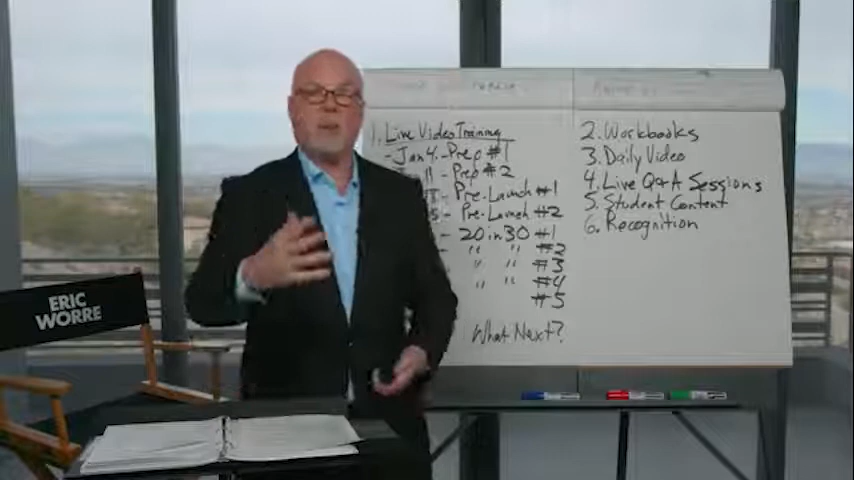 ERIC
WORRE
1. Live Video Training
- Jan 4. - Prep #1
11 - Prep #2
- Pre-Launch #1
- Pre-Launch #2
- 20 in 30 #1
" " #2
" " #3
" " #4
#5
What Next?
2. Workbooks
3. Daily Video
4. Live Q&A Sessions
5. Student Content
6. Recognition